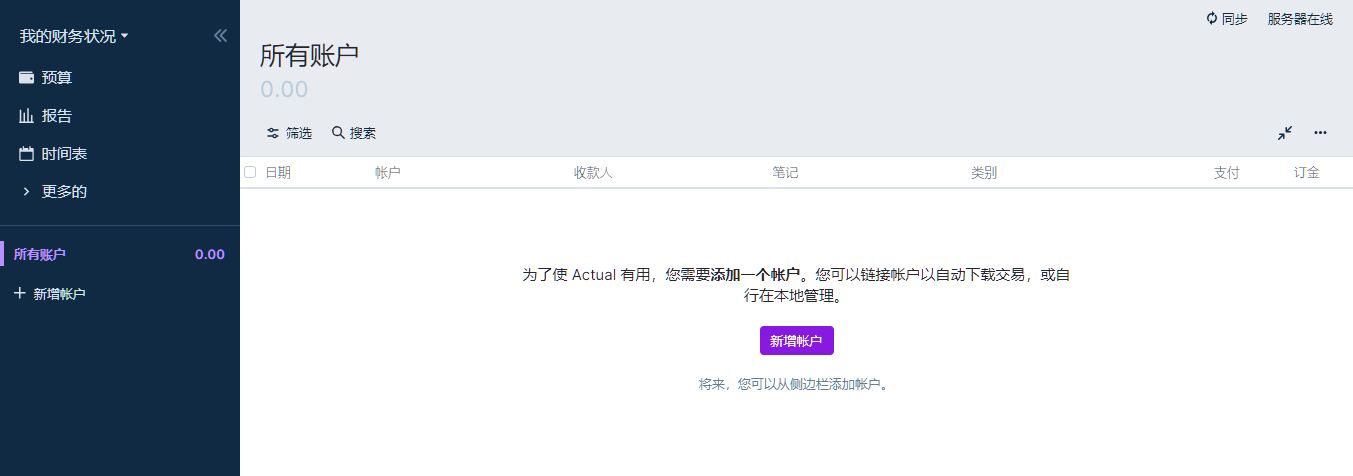 我的财务状况
预算
报告
时间表
更多的
所有账户 0.00
新增帐户
同步 服务器在线
所有账户
0.00
筛选 搜索
日期 帐户 收款人 笔记 类别 支付 订金
为了使 Actual 有用，您需要添加一个帐户。您可以链接帐户以自动下载交易，或自
行在本地管理。
新增帐户
将来，您可以从侧边栏添加帐户。